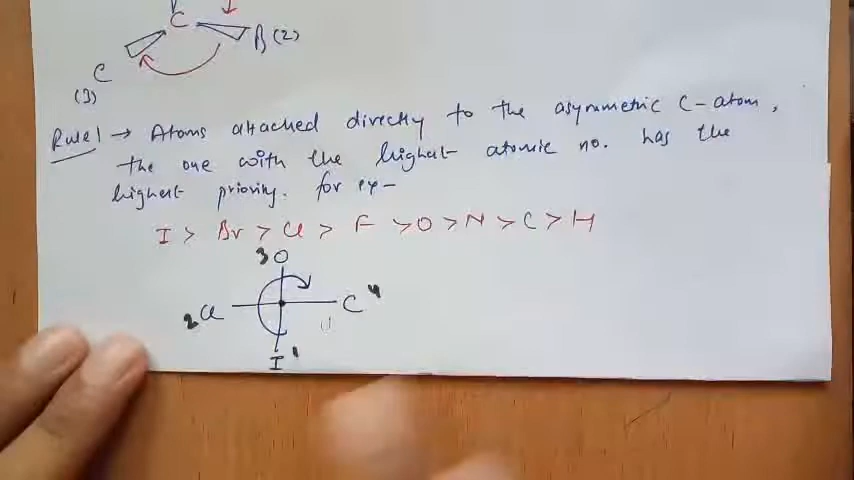 C
B (2)
C
(3)
Rule 1 → Atoms attached directly to the asymmetric C-atom,
the one with the highest atomic no. has the
highest priority. for ex-
I > Br > Cl > F > O > N > C > H
3 O
2 Cl C 4
I 1